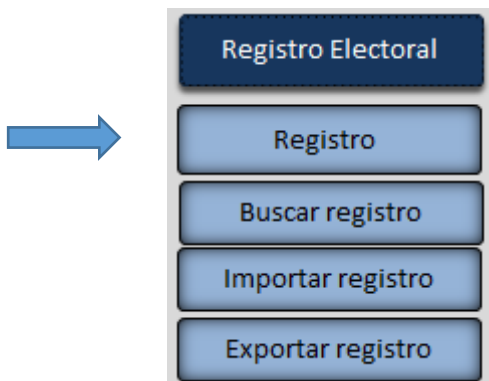 Registro Electoral
Registro
Buscar registro
Importar registro
Exportar registro